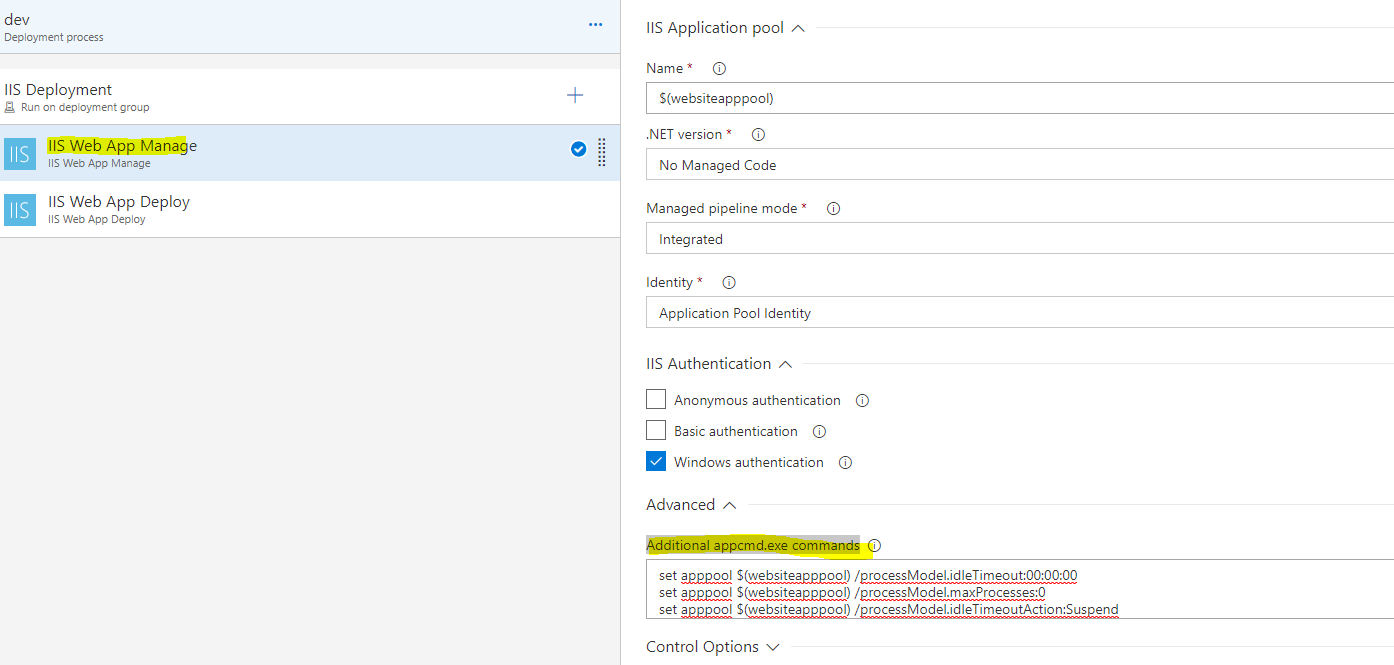 dev
Deployment process
IIS Deployment
Run on deployment group
IIS
IIS Web App Manage
IIS Web App Manage
IIS
IIS Web App Deploy
IIS Web App Deploy
IIS Application pool
Name *
$(websiteapppool)
.NET version *
No Managed Code
Managed pipeline mode *
Integrated
Identity *
Application Pool Identity
IIS Authentication
Anonymous authentication
Basic authentication
Windows authentication
Advanced
Additional appcmd.exe commands
set apppool $(websiteapppool) /processModel.idleTimeout:00:00:00
set apppool $(websiteapppool) /processModel.maxProcesses:0
set apppool $(websiteapppool) /processModel.idleTimeoutAction:Suspend
Control Options